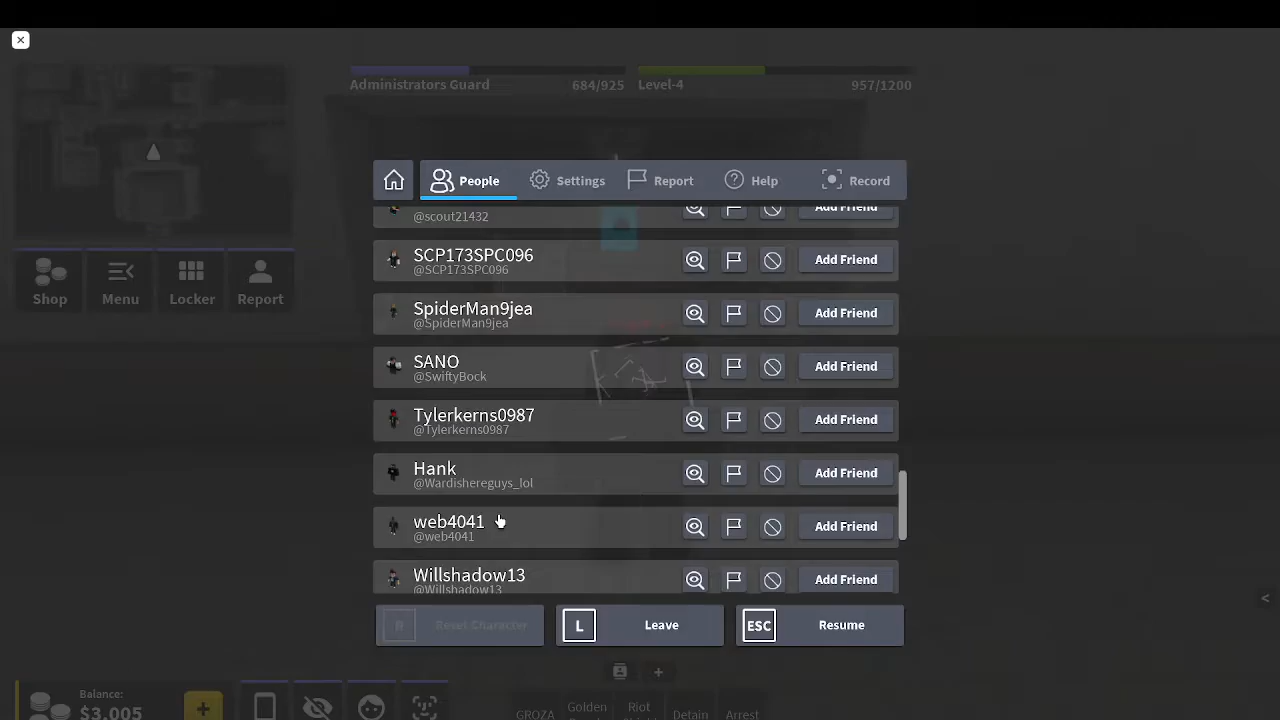 Administrators Guard 684/925 Level-4 957/1200
People Settings Report Help Record
@scout21432 Add Friend
SCP173SPC096 Add Friend
@SCP173SPC096
SpiderMan9jea Add Friend
@SpiderMan9jea
SANO Add Friend
@SwiftyBock
Tylerkerns0987 Add Friend
@Tylerkerns0987
Hank Add Friend
@Wardishereguys_lol
web4041 Add Friend
@web4041
Willshadow13 Add Friend
@Willshadow13
Shop Menu Locker Report
R Reset Character L Leave ESC Resume
Balance:
$3,005
GROZA Golden Riot Detain Arrest